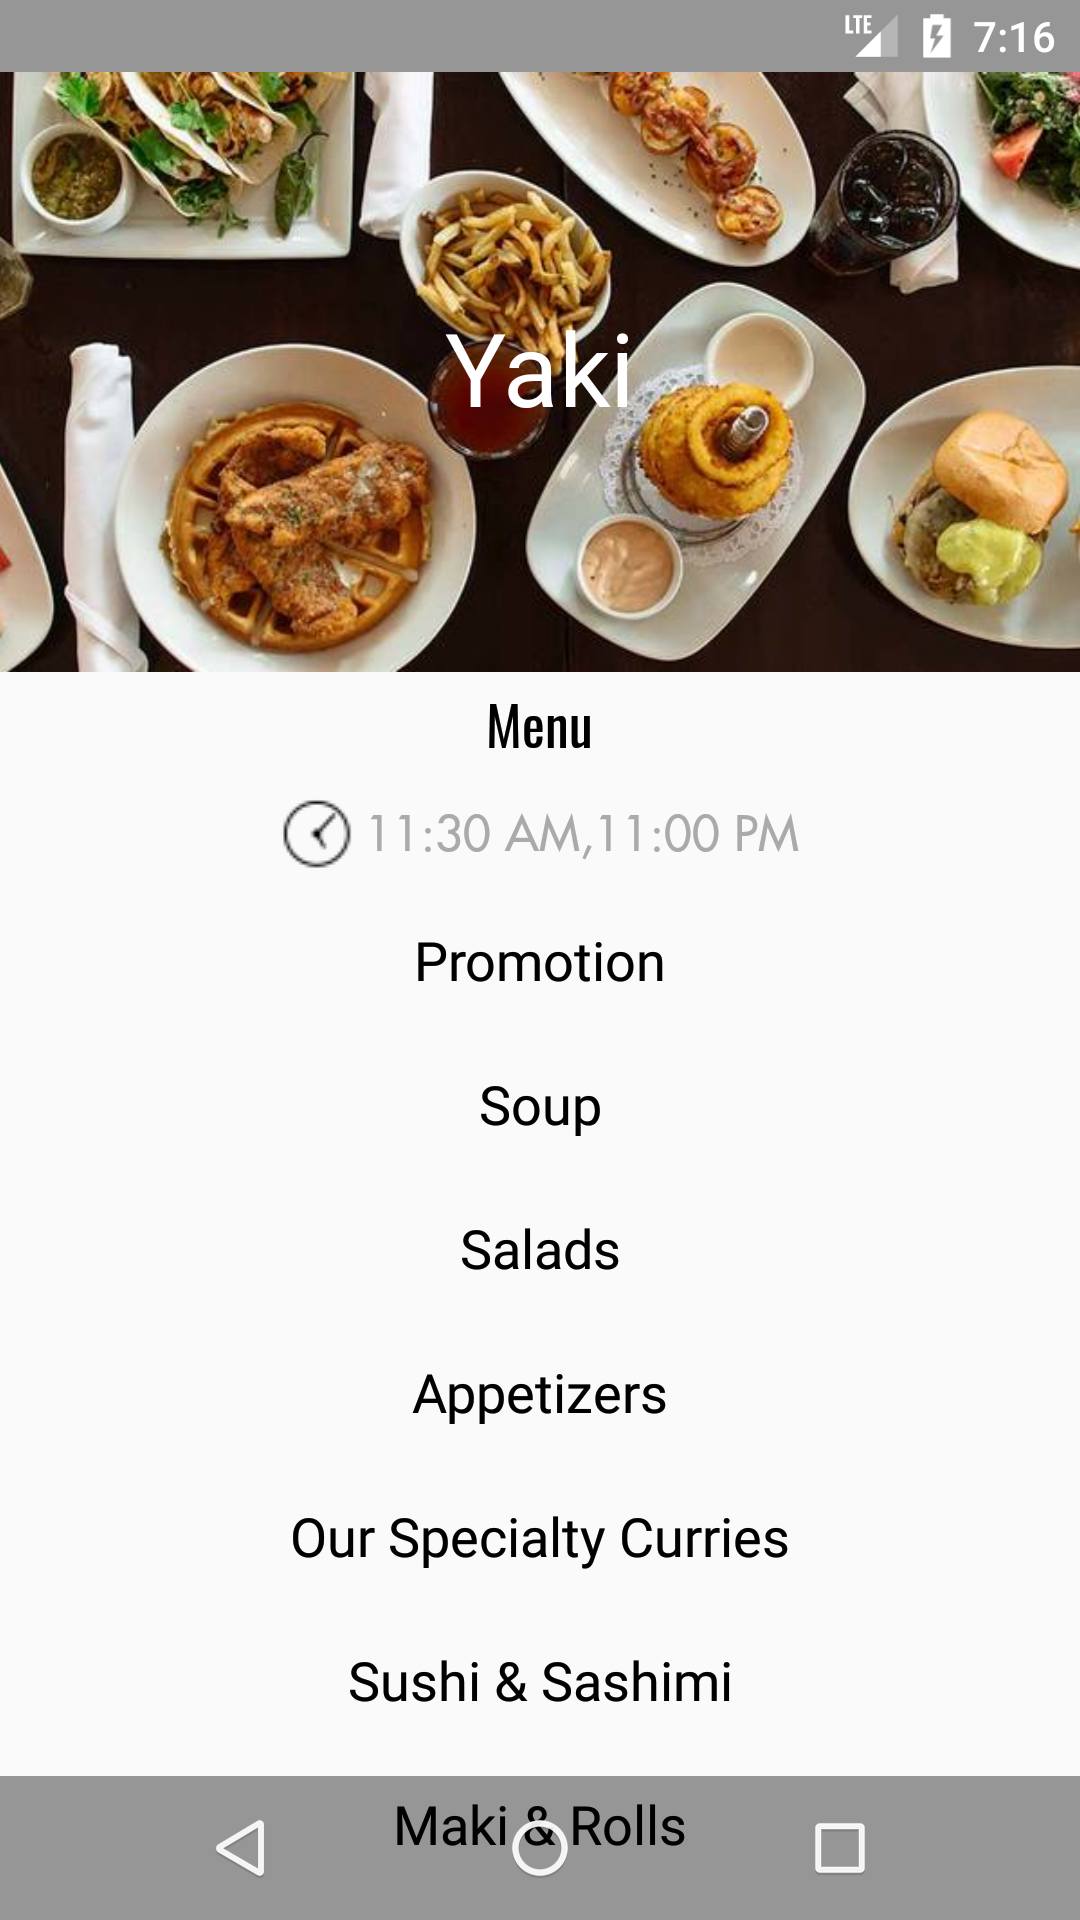 LTE 7:16
Yaki
Menu
11:30 AM,11:00 PM
Promotion
Soup
Salads
Appetizers
Our Specialty Curries
Sushi & Sashimi
Maki & Rolls